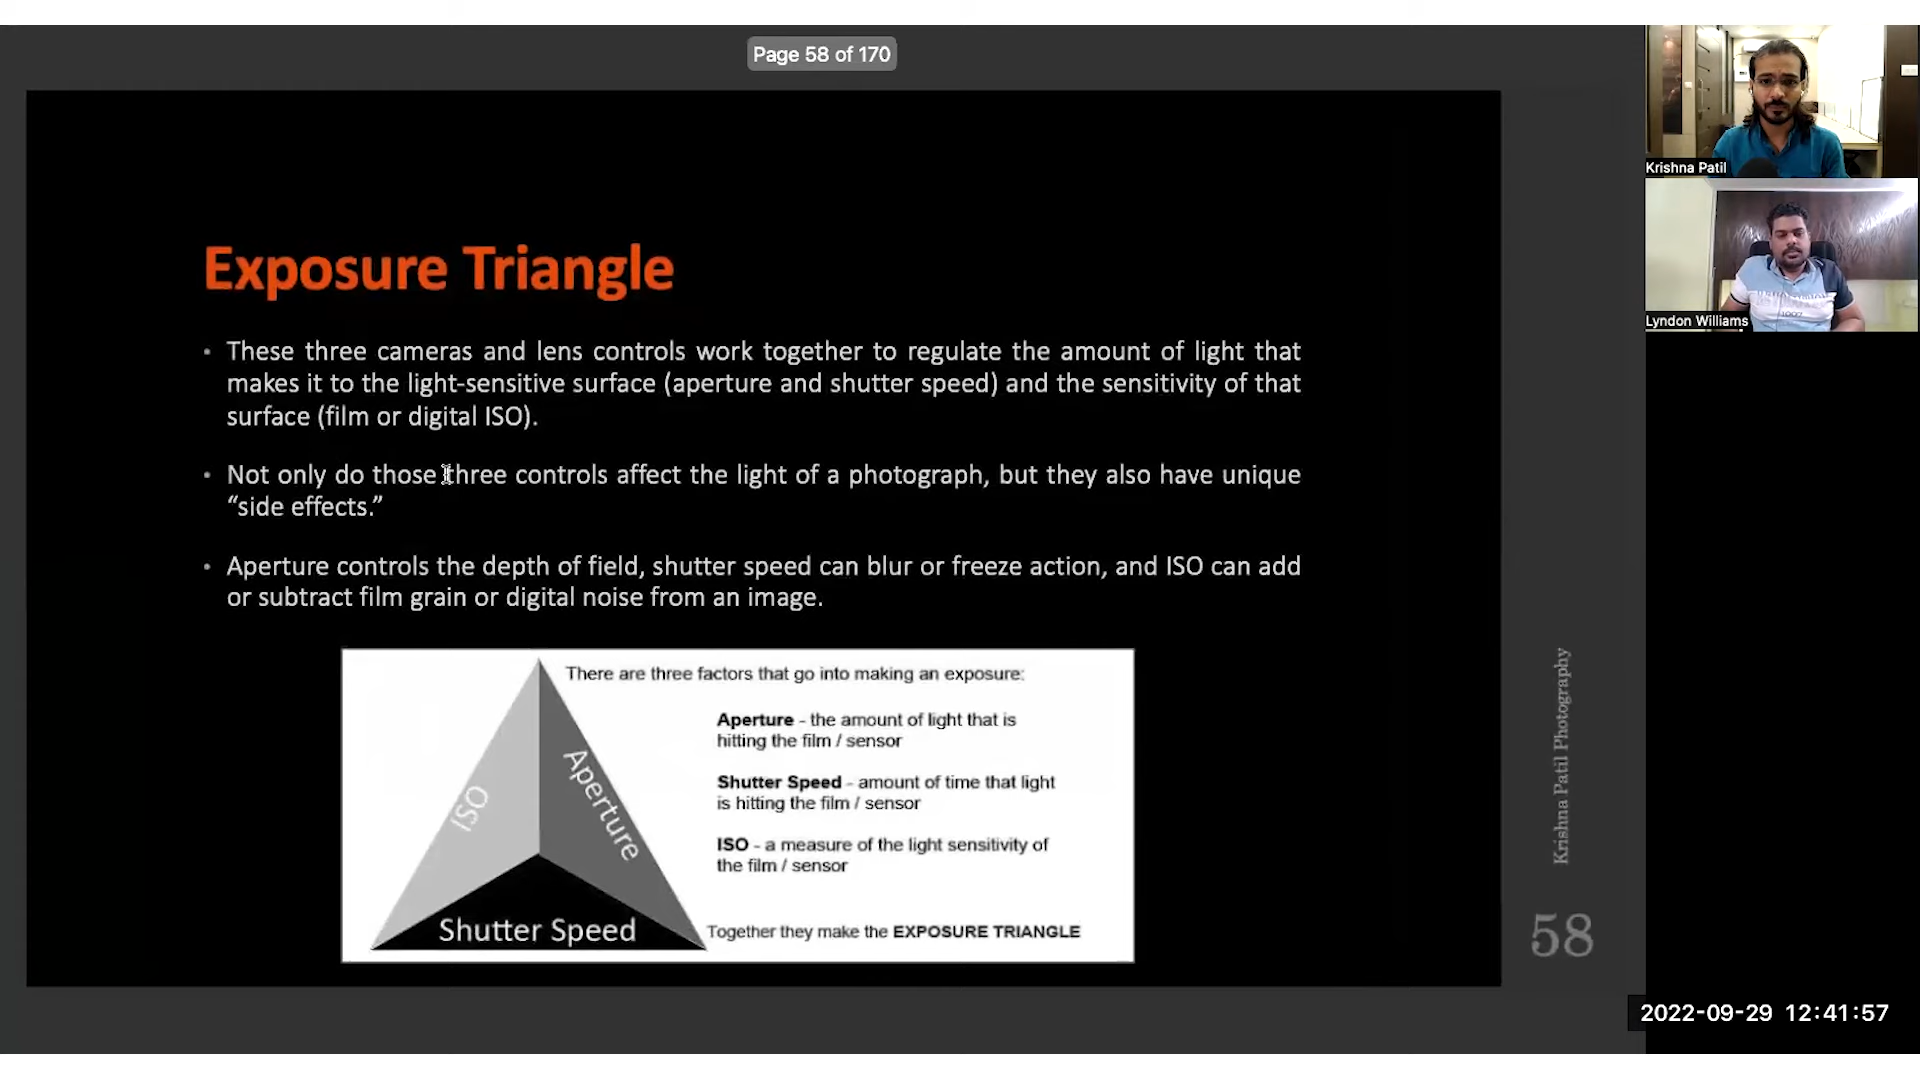 Page 58 of 170
Krishna Patil
Lyndon Williams
Exposure Triangle
• These three cameras and lens controls work together to regulate the amount of light that
makes it to the light-sensitive surface (aperture and shutter speed) and the sensitivity of that
surface (film or digital ISO).
• Not only do those three controls affect the light of a photograph, but they also have unique
“side effects.”
• Aperture controls the depth of field, shutter speed can blur or freeze action, and ISO can add
or subtract film grain or digital noise from an image.
There are three factors that go into making an exposure:
Aperture - the amount of light that is
hitting the film / sensor
Shutter Speed - amount of time that light
is hitting the film / sensor
ISO - a measure of the light sensitivity of
the film / sensor
ISO
Aperture
Shutter Speed
Together they make the EXPOSURE TRIANGLE
Krishna Patil Photography
58
2022-09-29 12:41:57